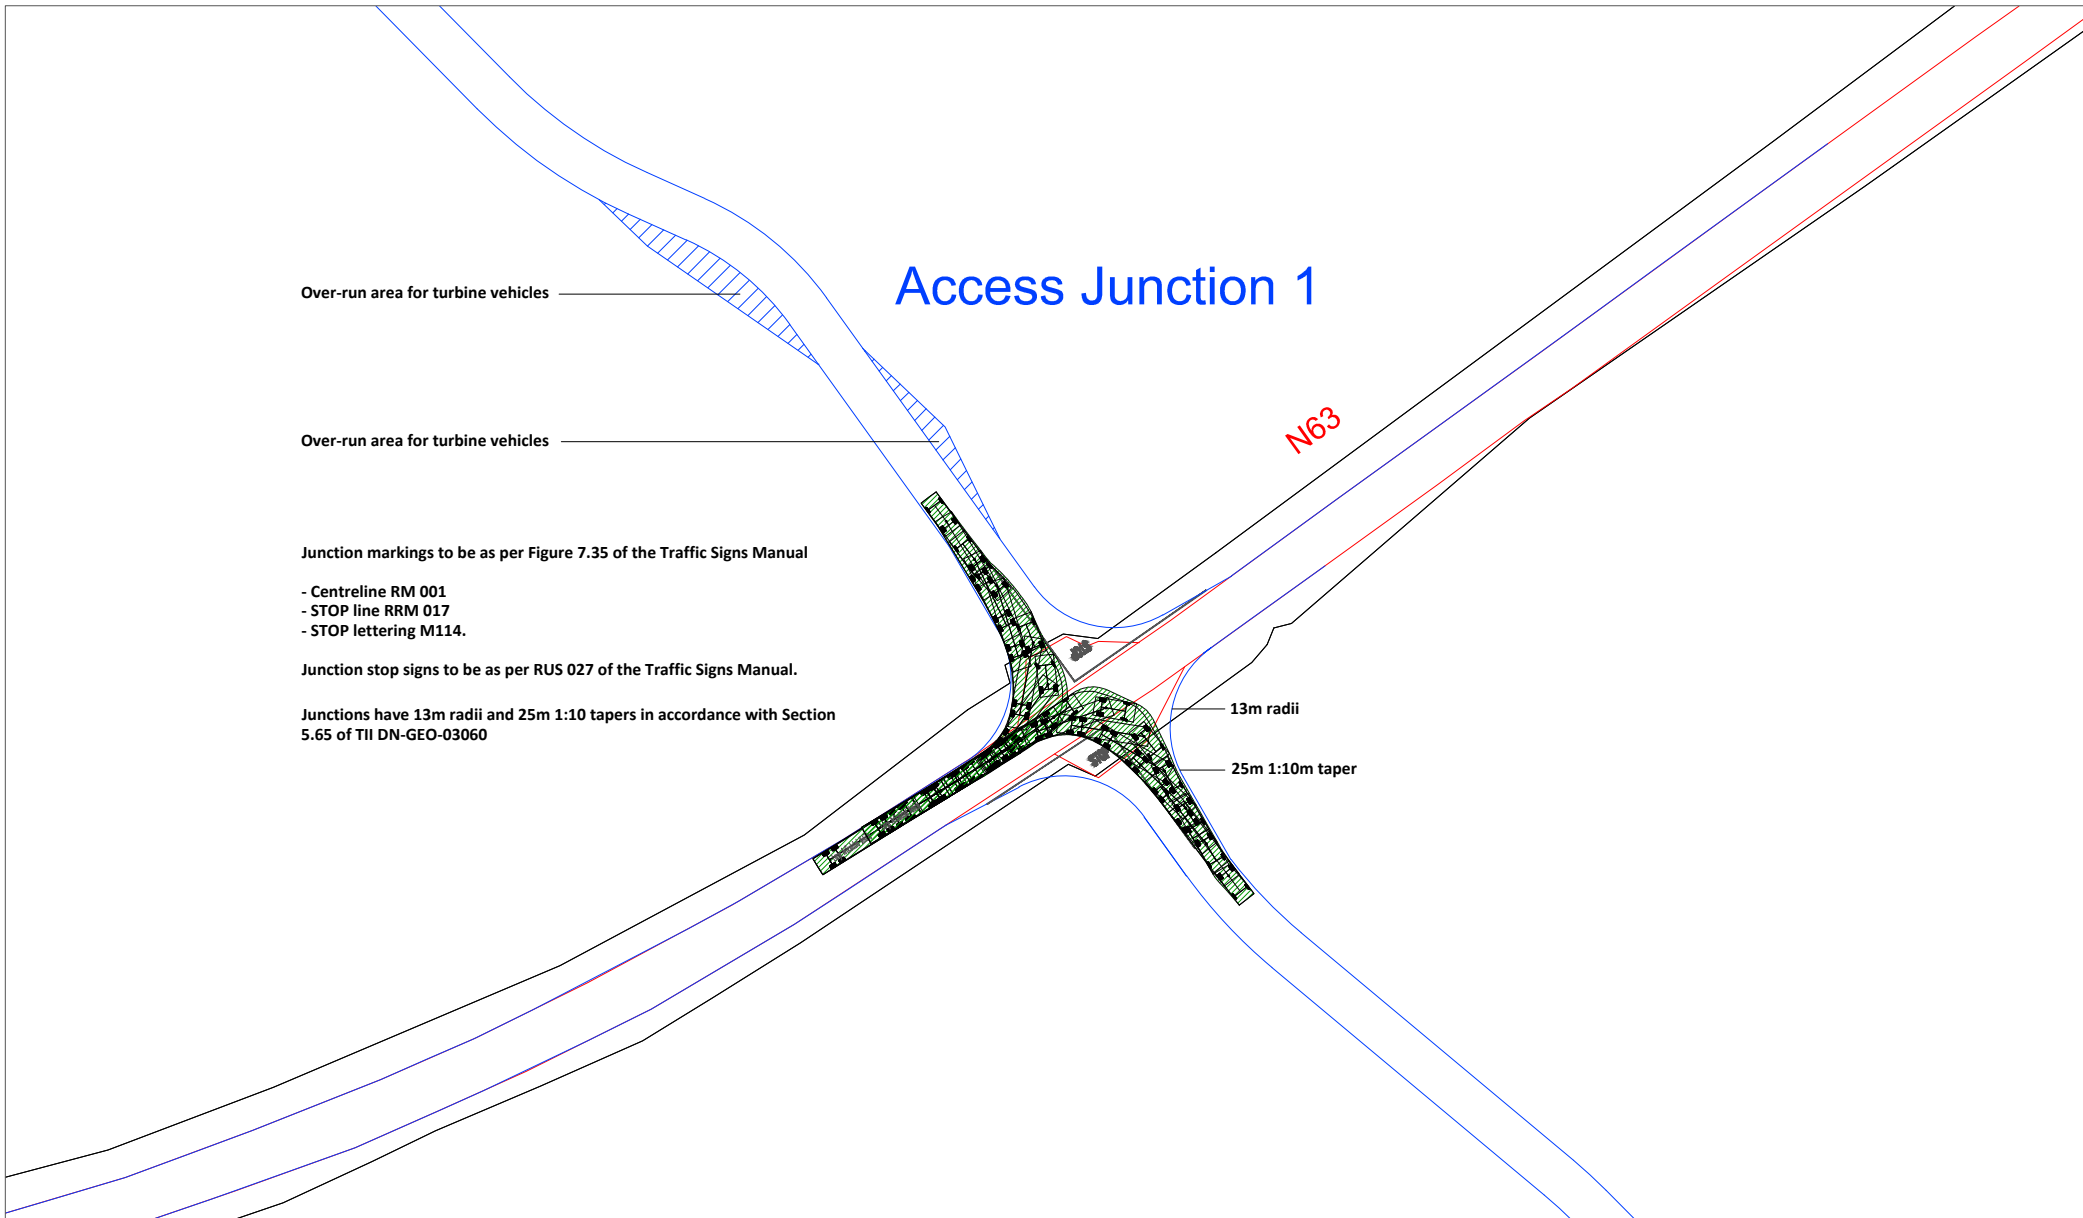 Access Junction 1
Over-run area for turbine vehicles
N63
Over-run area for turbine vehicles
Junction markings to be as per Figure 7.35 of the Traffic Signs Manual
- Centreline RM 001
- STOP line RRM 017
- STOP lettering M114.
Junction stop signs to be as per RUS 027 of the Traffic Signs Manual.
Junctions have 13m radii and 25m 1:10 tapers in accordance with Section
5.65 of TII DN-GEO-03060
13m radii
25m 1:10m taper